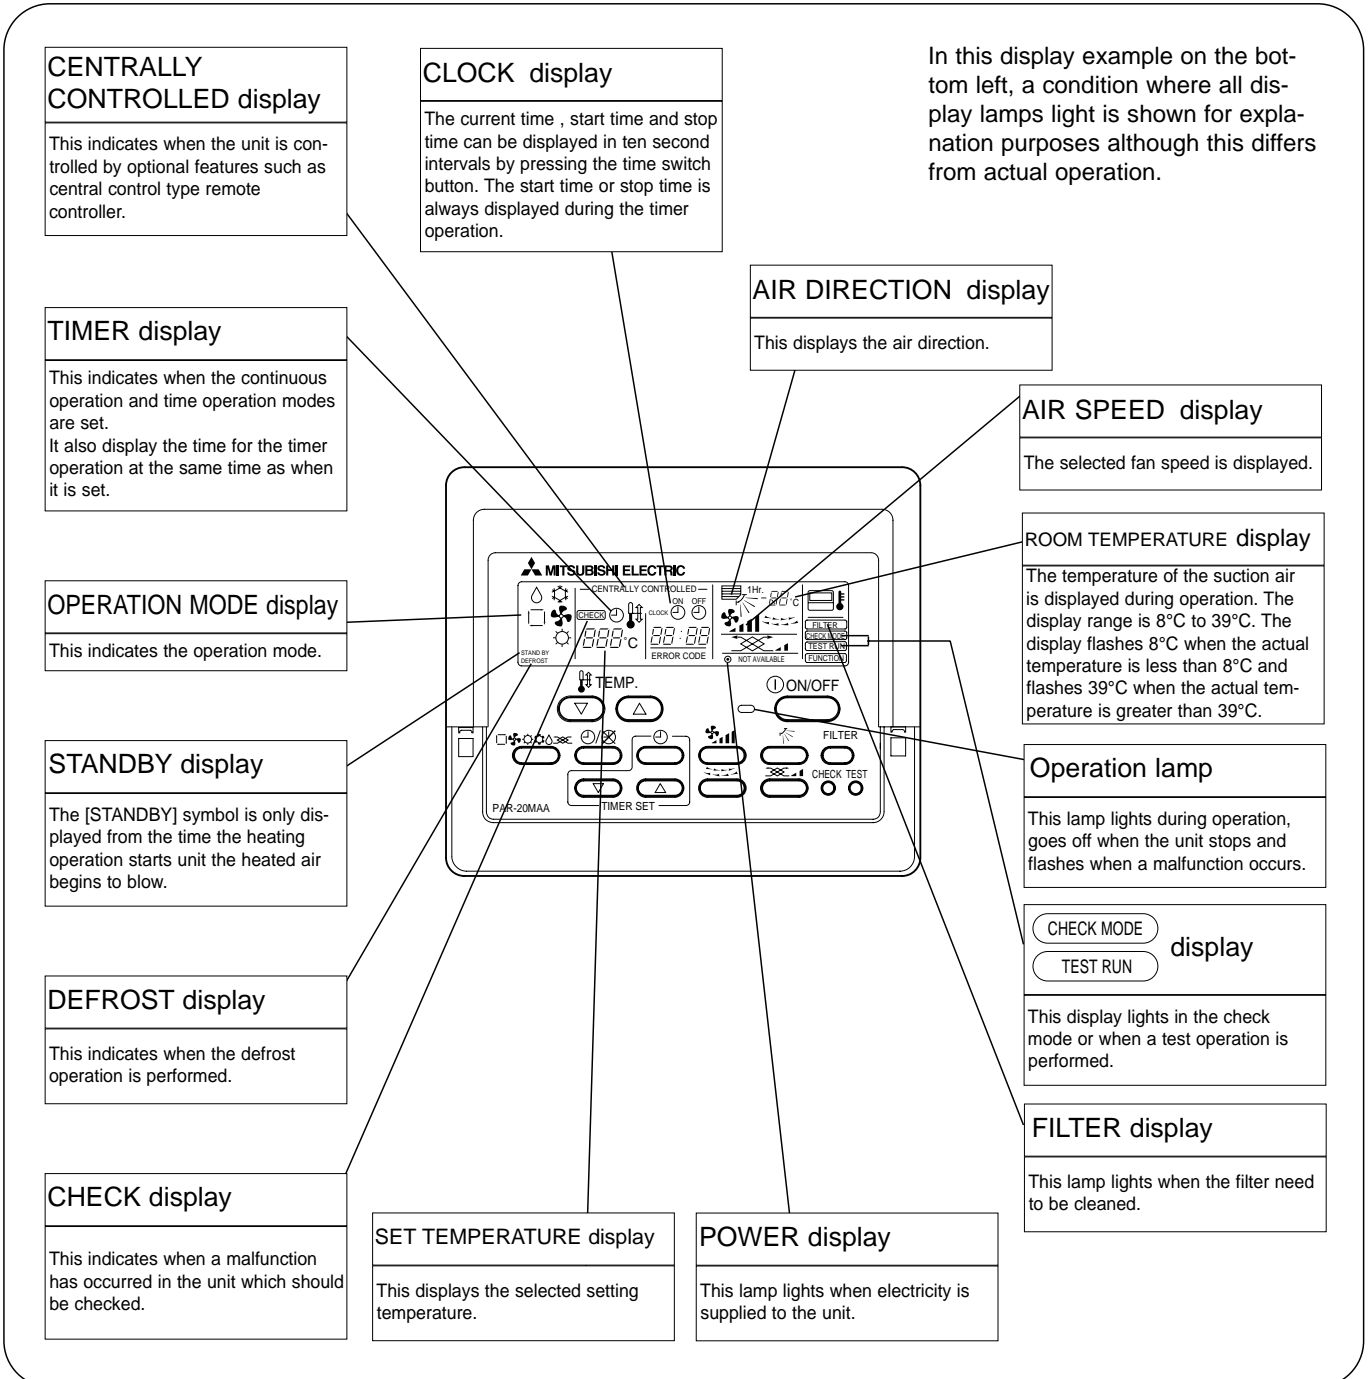 CENTRALLY
CONTROLLED display
This indicates when the unit is con-
trolled by optional features such as
central control type remote
controller.
CLOCK display
The current time , start time and stop
time can be displayed in ten second
intervals by pressing the time switch
button. The start time or stop time is
always displayed during the timer
operation.
In this display example on the bot-
tom left, a condition where all dis-
play lamps light is shown for expla-
nation purposes although this differs
from actual operation.
AIR DIRECTION display
This displays the air direction.
TIMER display
This indicates when the continuous
operation and time operation modes
are set.
It also display the time for the timer
operation at the same time as when
it is set.
AIR SPEED display
The selected fan speed is displayed.
ROOM TEMPERATURE display
The temperature of the suction air
is displayed during operation. The
display range is 8°C to 39°C. The
display flashes 8°C when the actual
temperature is less than 8°C and
flashes 39°C when the actual tem-
perature is greater than 39°C.
OPERATION MODE display
This indicates the operation mode.
MITSUBISHI ELECTRIC
CENTRALLY CONTROLLED
ON OFF
CLOCK
CHECK
88:88
888°C
ERROR CODE
STAND BY
DEFROST
1Hr.
88°C
NOT AVAILABLE
FILTER
CHECK MODE
TEST RUN
FUNCTION
TEMP.
ON/OFF
FILTER
CHECK TEST
TIMER SET
PAR-20MAA
STANDBY display
The [STANDBY] symbol is only dis-
played from the time the heating
operation starts unit the heated air
begins to blow.
Operation lamp
This lamp lights during operation,
goes off when the unit stops and
flashes when a malfunction occurs.
CHECK MODE
TEST RUN
display
This display lights in the check
mode or when a test operation is
performed.
DEFROST display
This indicates when the defrost
operation is performed.
FILTER display
This lamp lights when the filter need
to be cleaned.
CHECK display
This indicates when a malfunction
has occurred in the unit which should
be checked.
SET TEMPERATURE display
This displays the selected setting
temperature.
POWER display
This lamp lights when electricity is
supplied to the unit.